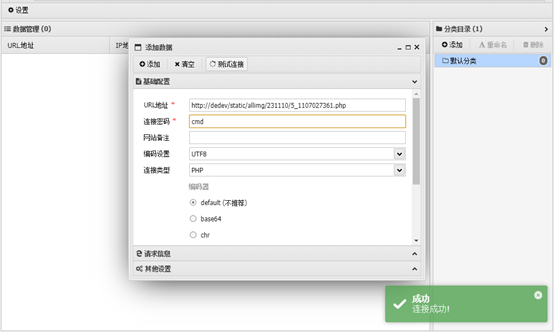 设置
数据管理 (0)
URL地址 IP地
添加数据
添加 清空 测试连接
基础配置
URL地址 * http://dedev/static/allimg/231110/5_1107027361.php
连接密码 * cmd
网站备注
编码设置 UTF8
连接类型 PHP
编码器
default (不推荐)
base64
chr
请求信息
其他设置
分类目录 (1)
添加 重命名 删除
默认分类 0
成功
连接成功!